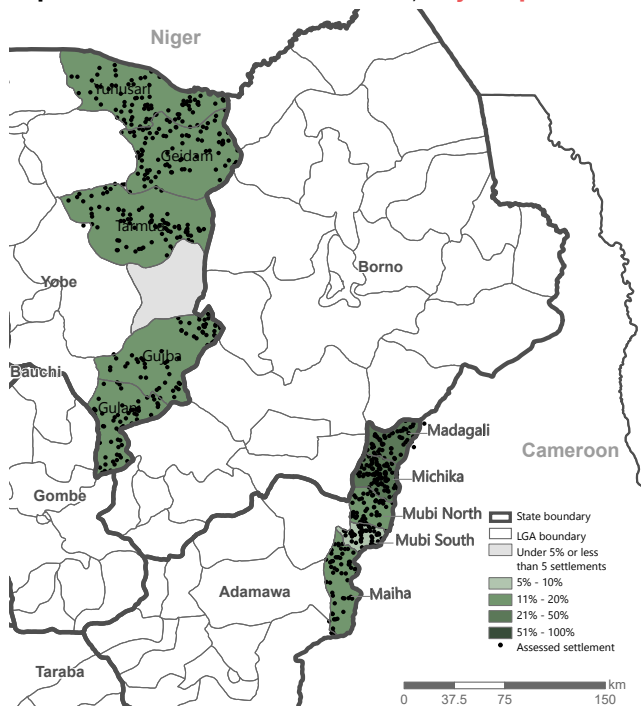 Niger
Yunusari
Geidam
Tarmua
Yobe
Borno
Gujba
Bauchi
Gulani
Madagali
Cameroon
Michika
Gombe
Mubi North
Mubi South
Adamawa
Maiha
Taraba
State boundary
LGA boundary
Under 5% or less
than 5 settlements
5% - 10%
11% - 20%
21% - 50%
51% - 100%
Assessed settlement
km
0 37.5 75 150